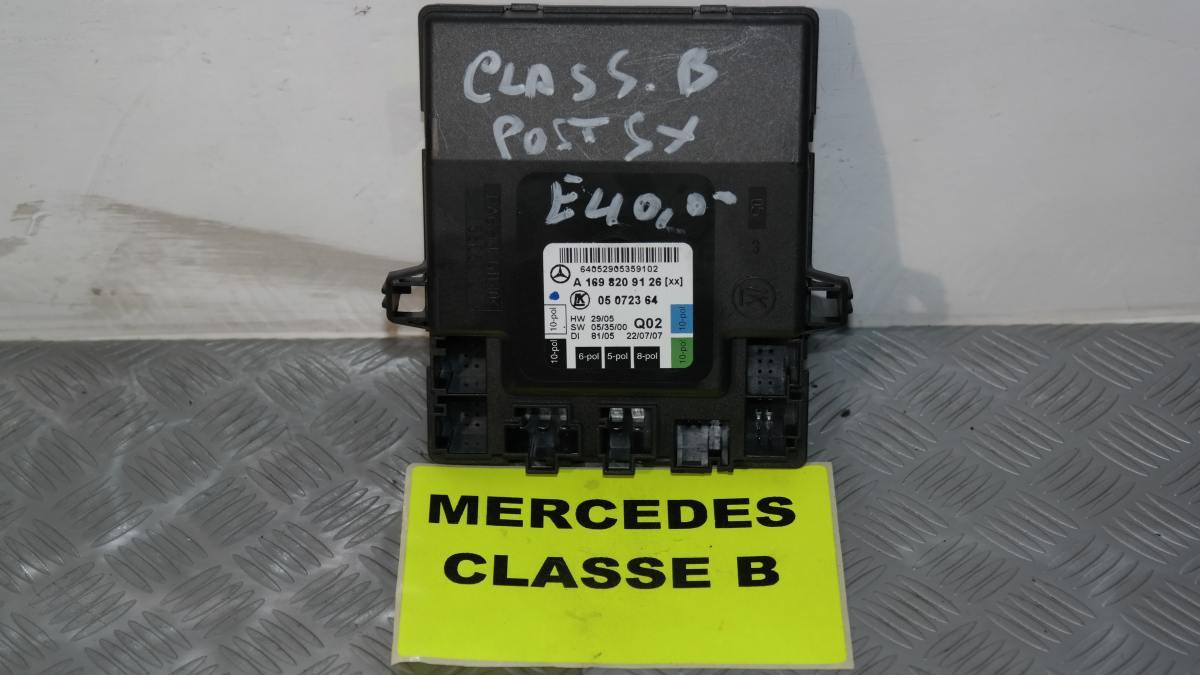 CLASS. B
POST SX
E40,0-
64052905359102
A 169 820 91 26 [xx]
05 0723 64
10-pol
10-pol
HW 29/05
SW 05/35/00
DI 81/05 22/07/07
Q02
10-pol
10-pol
6-pol
5-pol
8-pol
MERCEDES
CLASSE B